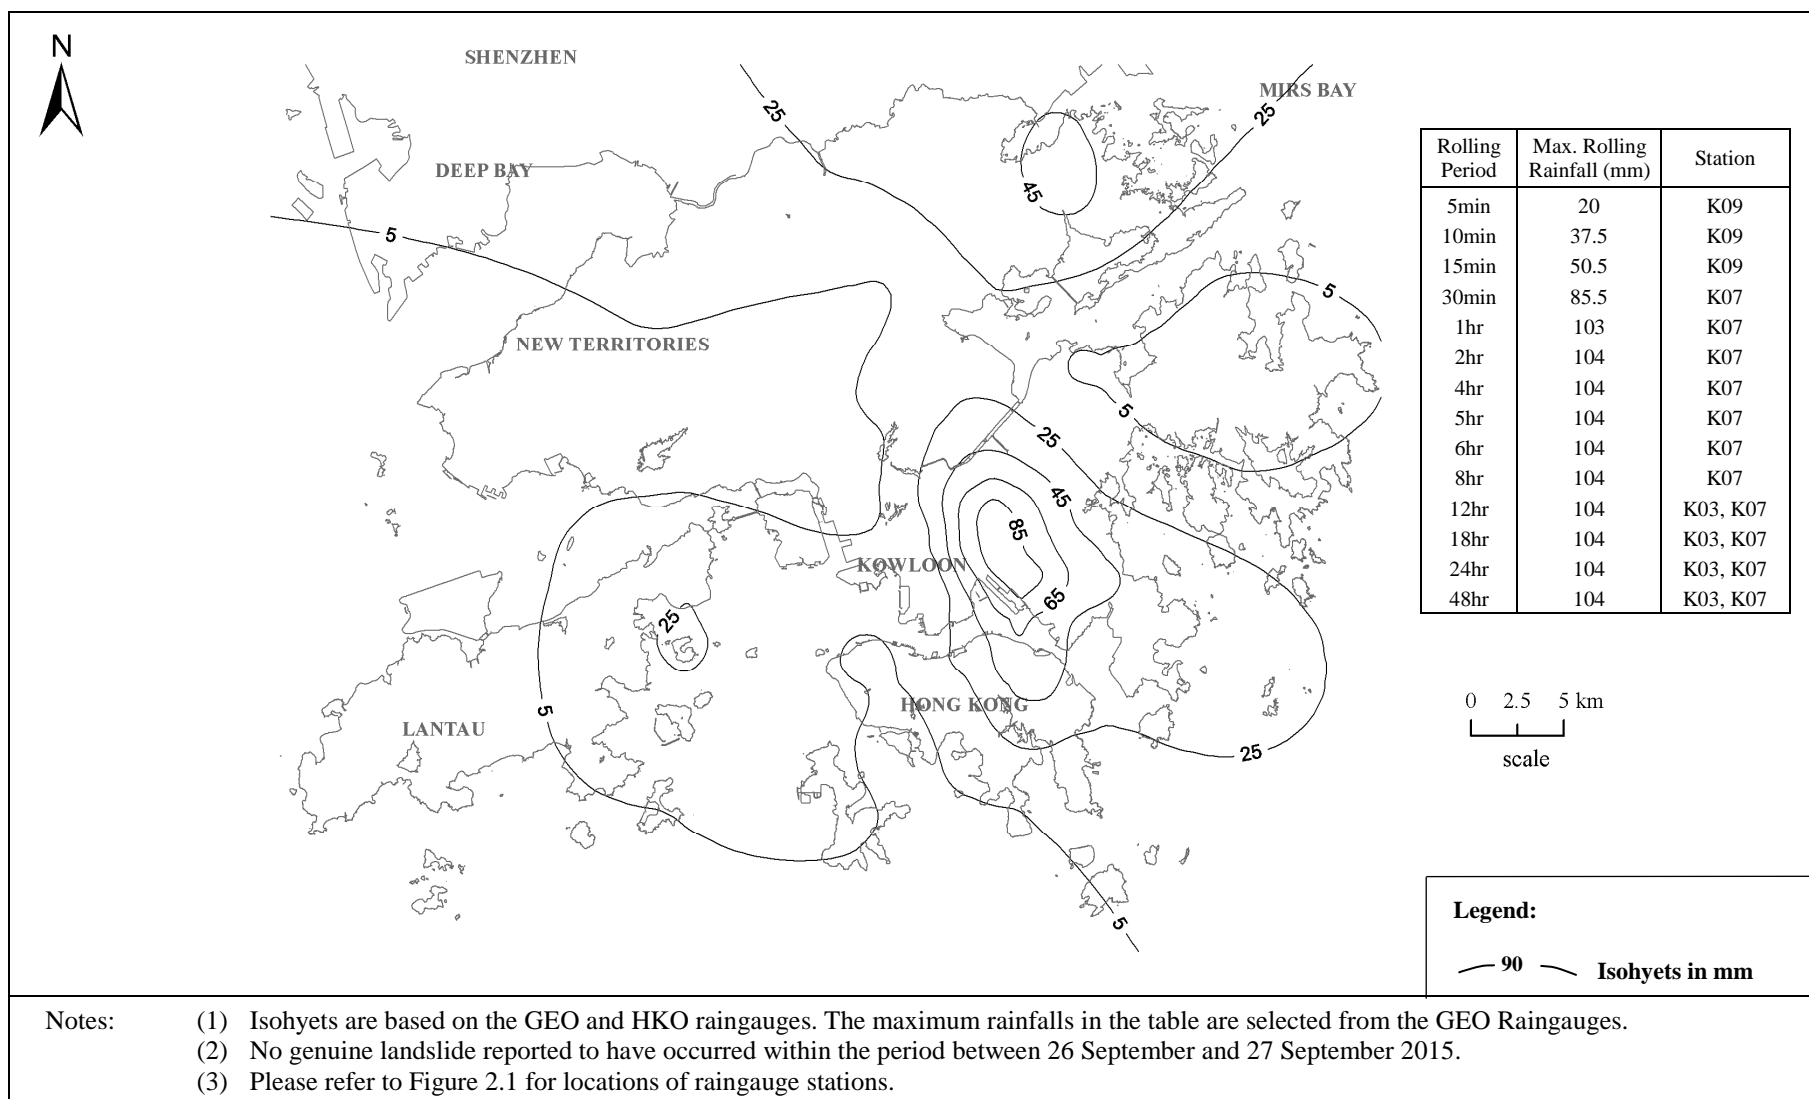 N
SHENZHEN
MIRS BAY
25
25
DEEP BAY
45
5
5
NEW TERRITORIES
5
25
45
85
KOWLOON
65
25
5
HONG KONG
LANTAU
25
5
Rolling Period Max. Rolling Rainfall (mm) Station
5min 20 K09
10min 37.5 K09
15min 50.5 K09
30min 85.5 K07
1hr 103 K07
2hr 104 K07
4hr 104 K07
5hr 104 K07
6hr 104 K07
8hr 104 K07
12hr 104 K03, K07
18hr 104 K03, K07
24hr 104 K03, K07
48hr 104 K03, K07
0 2.5 5 km
scale
Legend:
90 Isohyets in mm
Notes: (1) Isohyets are based on the GEO and HKO raingauges. The maximum rainfalls in the table are selected from the GEO Raingauges.
(2) No genuine landslide reported to have occurred within the period between 26 September and 27 September 2015.
(3) Please refer to Figure 2.1 for locations of raingauge stations.